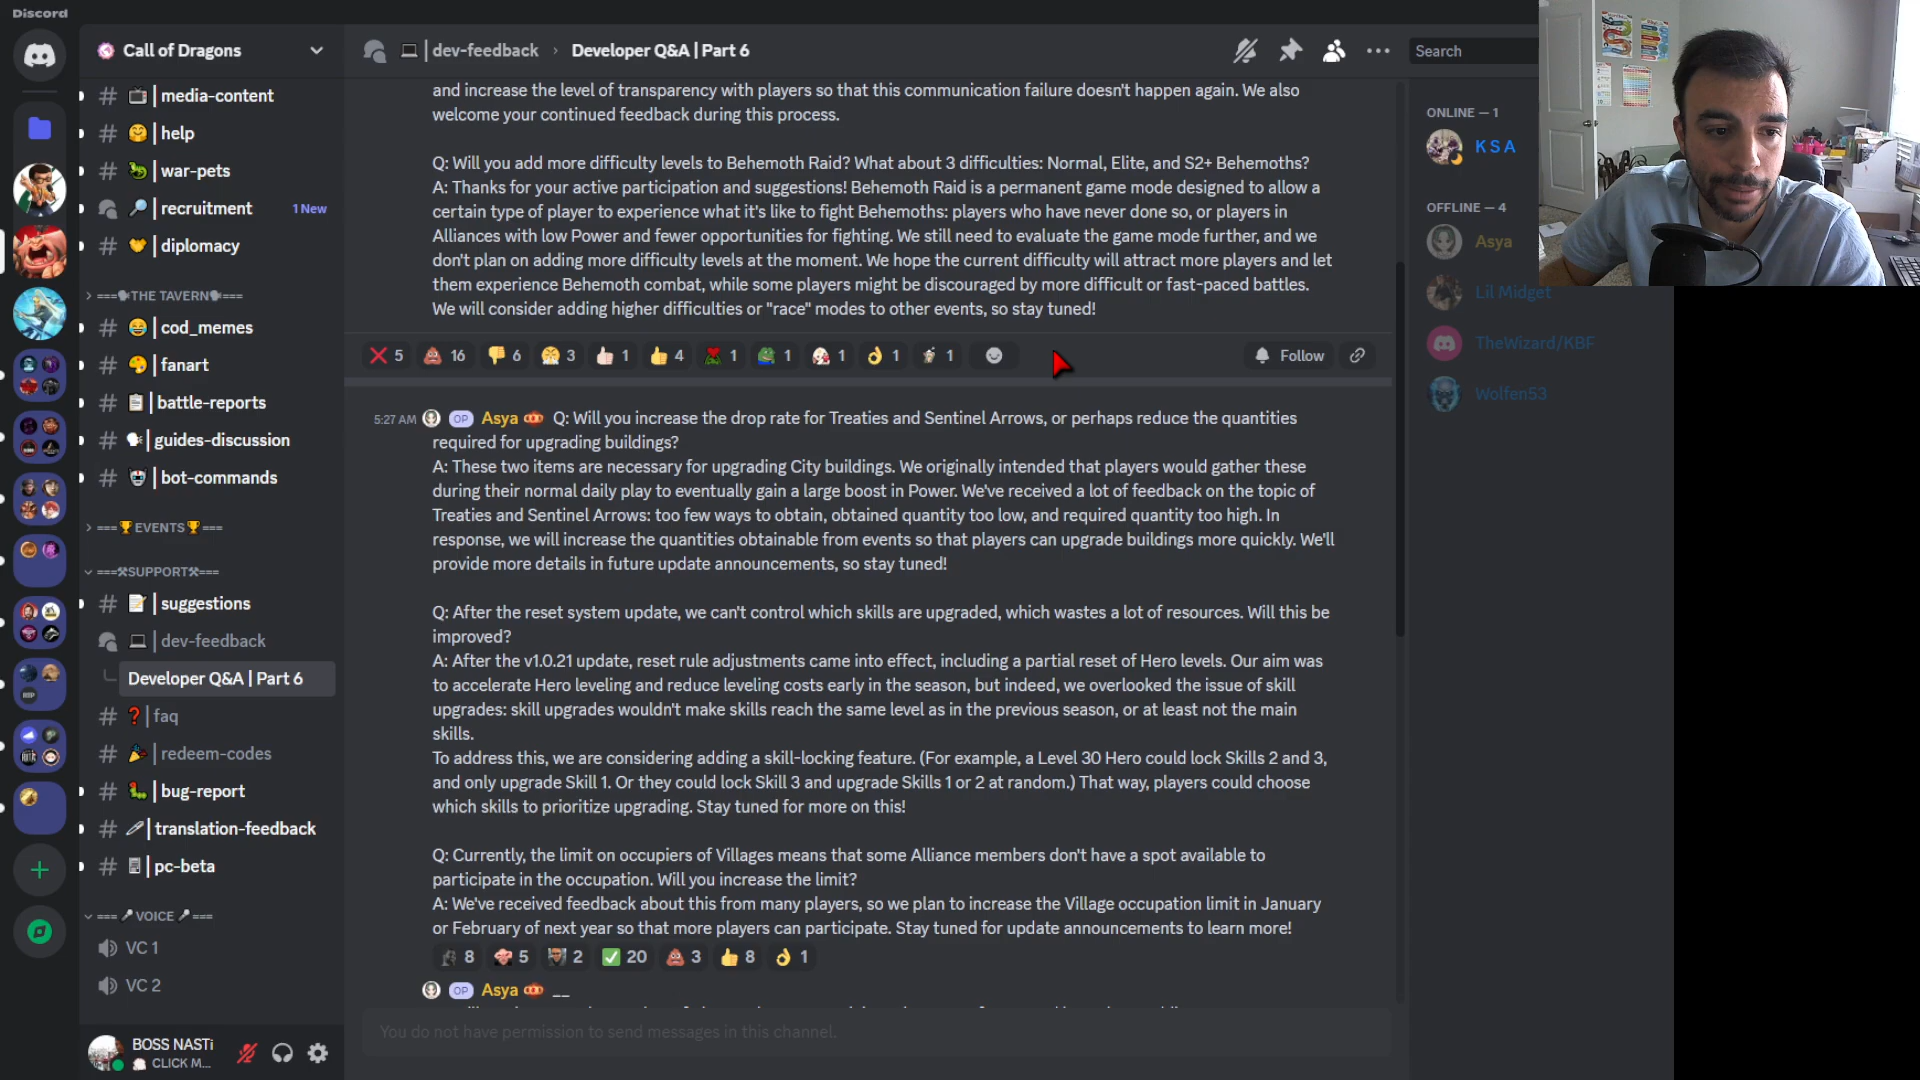 Discord
Call of Dragons
media-content
help
war-pets
recruitment
1 New
diplomacy
===THE TAVERN===
cod_memes
fanart
battle-reports
guides-discussion
bot-commands
===EVENTS===
===SUPPORT===
suggestions
dev-feedback
Developer Q&A | Part 6
faq
redeem-codes
bug-report
translation-feedback
pc-beta
=== VOICE ===
VC 1
VC 2
BOSS NASTi
CLICK M...
dev-feedback › Developer Q&A | Part 6
and increase the level of transparency with players so that this communication failure doesn't happen again. We also
welcome your continued feedback during this process.
Q: Will you add more difficulty levels to Behemoth Raid? What about 3 difficulties: Normal, Elite, and S2+ Behemoths?
A: Thanks for your active participation and suggestions! Behemoth Raid is a permanent game mode designed to allow a
certain type of player to experience what it's like to fight Behemoths: players who have never done so, or players in
Alliances with low Power and fewer opportunities for fighting. We still need to evaluate the game mode further, and we
don't plan on adding more difficulty levels at the moment. We hope the current difficulty will attract more players and let
them experience Behemoth combat, while some players might be discouraged by more difficult or fast-paced battles.
We will consider adding higher difficulties or "race" modes to other events, so stay tuned!
5 16 6 3 1 4 1 1 1 1 1 Follow
5:27 AM OP Asya Q: Will you increase the drop rate for Treaties and Sentinel Arrows, or perhaps reduce the quantities
required for upgrading buildings?
A: These two items are necessary for upgrading City buildings. We originally intended that players would gather these
during their normal daily play to eventually gain a large boost in Power. We've received a lot of feedback on the topic of
Treaties and Sentinel Arrows: too few ways to obtain, obtained quantity too low, and required quantity too high. In
response, we will increase the quantities obtainable from events so that players can upgrade buildings more quickly. We'll
provide more details in future update announcements, so stay tuned!
Q: After the reset system update, we can't control which skills are upgraded, which wastes a lot of resources. Will this be
improved?
A: After the v1.0.21 update, reset rule adjustments came into effect, including a partial reset of Hero levels. Our aim was
to accelerate Hero leveling and reduce leveling costs early in the season, but indeed, we overlooked the issue of skill
upgrades: skill upgrades wouldn't make skills reach the same level as in the previous season, or at least not the main
skills.
To address this, we are considering adding a skill-locking feature. (For example, a Level 30 Hero could lock Skills 2 and 3,
and only upgrade Skill 1. Or they could lock Skill 3 and upgrade Skills 1 or 2 at random.) That way, players could choose
which skills to prioritize upgrading. Stay tuned for more on this!
Q: Currently, the limit on occupiers of Villages means that some Alliance members don't have a spot available to
participate in the occupation. Will you increase the limit?
A: We've received feedback about this from many players, so we plan to increase the Village occupation limit in January
or February of next year so that more players can participate. Stay tuned for update announcements to learn more!
8 5 2 20 3 8 1
OP Asya __
You do not have permission to send messages in this channel.
Search
ONLINE — 1
K S A
OFFLINE — 4
Asya
Lil Midget
TheWizard/KBF
Wolfen53